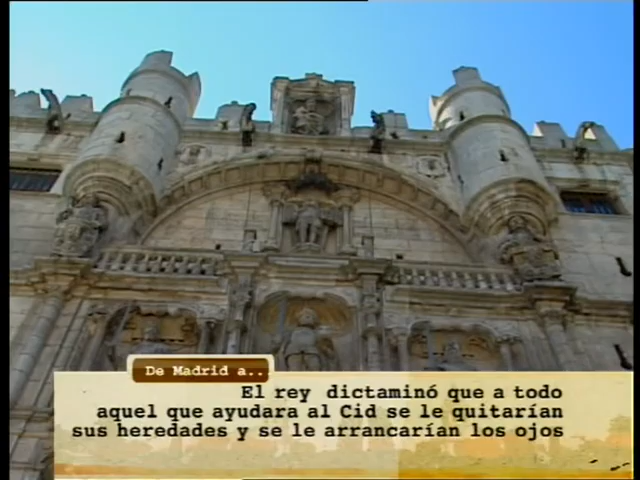 De Madrid a...
El rey dictaminó que a todo
aquel que ayudara al Cid se le quitarían
sus heredades y se le arrancarían los ojos